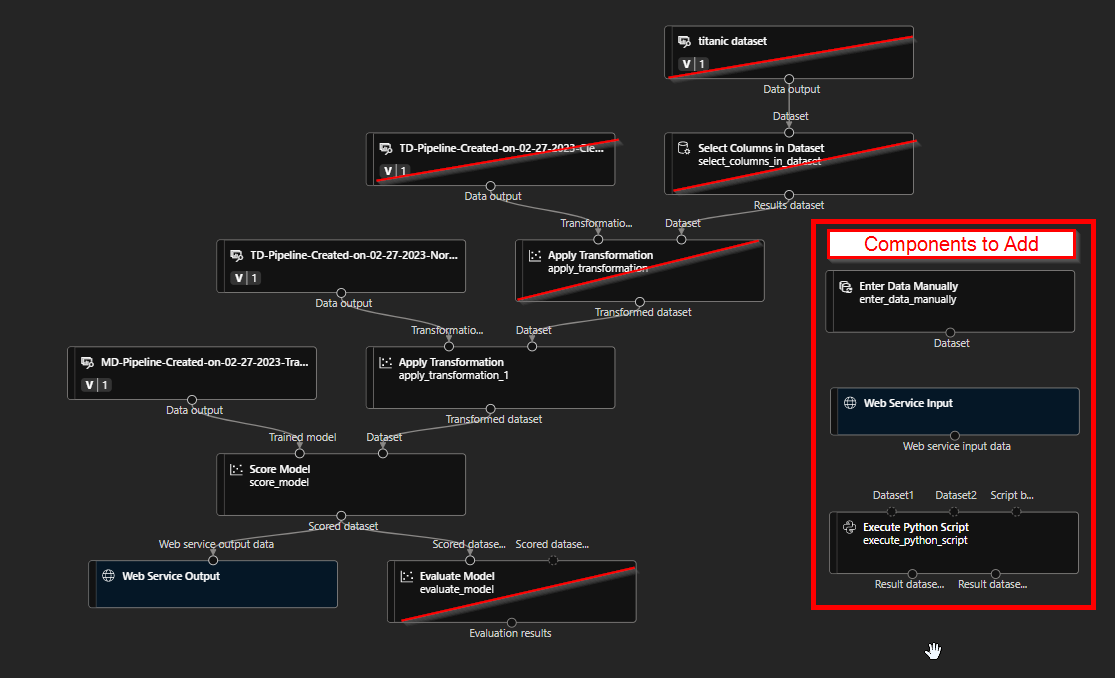 titanic dataset
V 1
Data output
Dataset
TD-Pipeline-Created-on-02-27-2023-Cle...
V 1
Data output
Select Columns in Dataset
select_columns_in_dataset
Results dataset
Transformatio...
Dataset
Components to Add
TD-Pipeline-Created-on-02-27-2023-Nor...
V 1
Data output
Apply Transformation
apply_transformation
Transformed dataset
Enter Data Manually
enter_data_manually
Dataset
Transformatio...
Dataset
MD-Pipeline-Created-on-02-27-2023-Tra...
V 1
Data output
Apply Transformation
apply_transformation_1
Transformed dataset
Web Service Input
Web service input data
Trained model
Dataset
Score Model
score_model
Scored dataset
Dataset1
Dataset2
Script b...
Execute Python Script
execute_python_script
Result datase...
Result datase...
Web service output data
Scored datase...
Scored datase...
Web Service Output
Evaluate Model
evaluate_model
Evaluation results